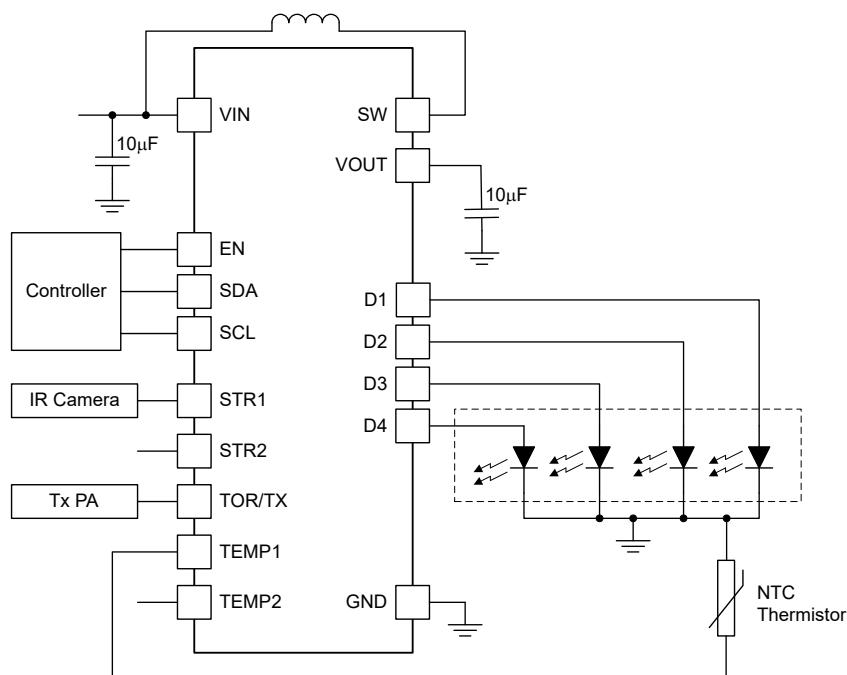 VIN
SW
10μF
VOUT
10μF
EN
Controller
SDA
D1
SCL
D2
D3
IR Camera
STR1
D4
STR2
Tx PA
TOR/TX
TEMP1
TEMP2
GND
NTC
Thermistor